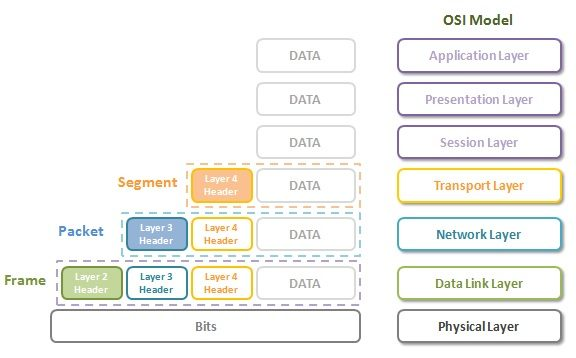 OSI Model
DATA
Application Layer
DATA
Presentation Layer
DATA
Session Layer
Segment
Layer 4
Header
DATA
Transport Layer
Packet
Layer 3
Header
Layer 4
Header
DATA
Network Layer
Frame
Layer 2
Header
Layer 3
Header
Layer 4
Header
DATA
Data Link Layer
Bits
Physical Layer